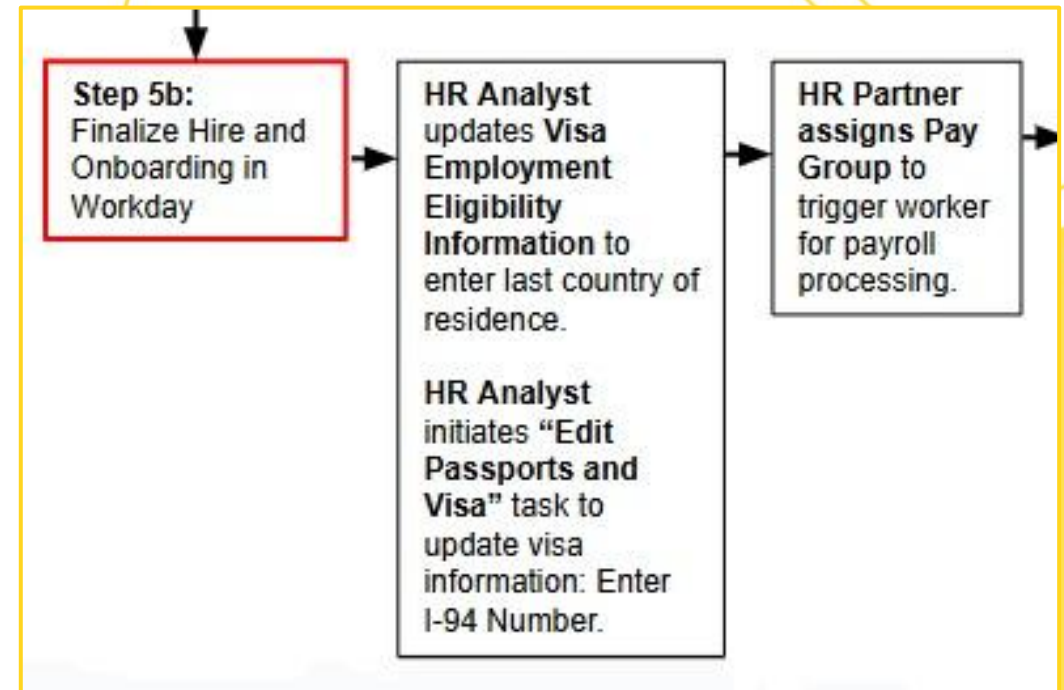 Step 5b:
Finalize Hire and
Onboarding in
Workday
HR Analyst
updates Visa
Employment
Eligibility
Information to
enter last country of
residence.
HR Analyst
initiates “Edit
Passports and
Visa” task to
update visa
information: Enter
I-94 Number.
HR Partner
assigns Pay
Group to
trigger worker
for payroll
processing.